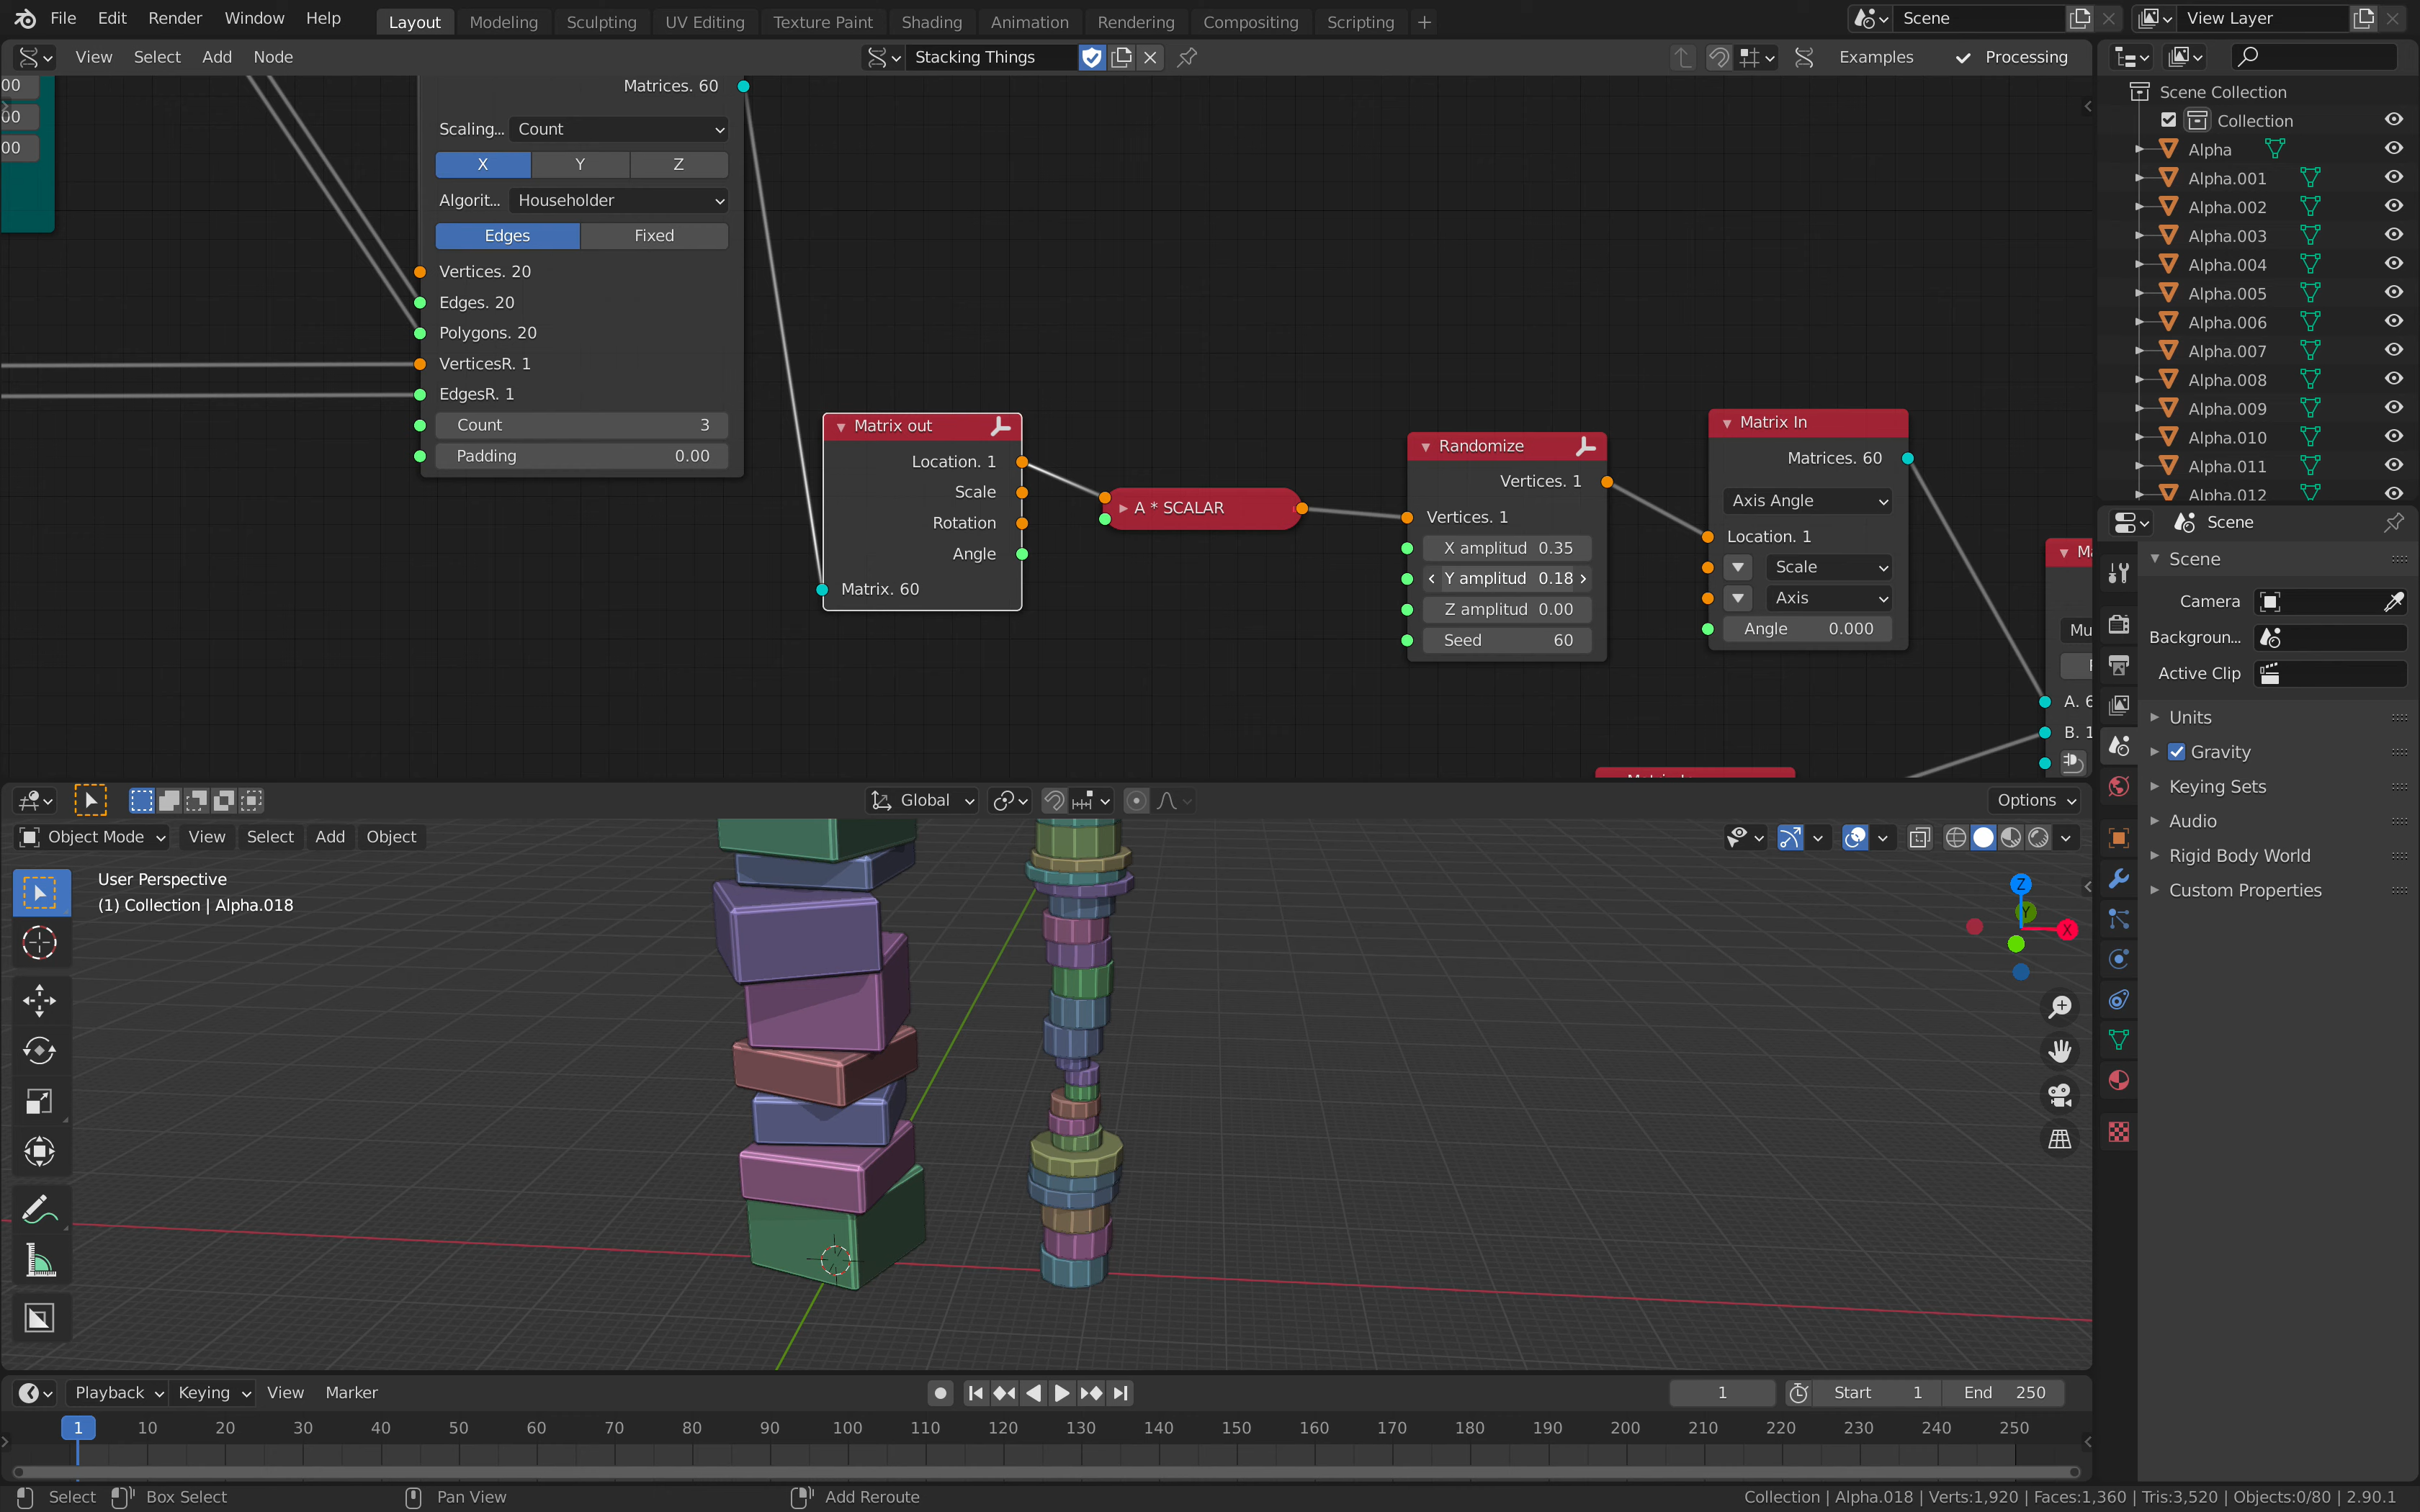 File Edit Render Window Help Layout Modeling Sculpting UV Editing Texture Paint Shading Animation Rendering Compositing Scripting + Scene View Layer
View Select Add Node Stacking Things Examples Processing
00
00
00
Matrices. 60
Scaling... Count
X Y Z
Algorit... Householder
Edges Fixed
Vertices. 20
Edges. 20
Polygons. 20
VerticesR. 1
EdgesR. 1
Count 3
Padding 0.00
Matrix out
Location. 1
Scale
Rotation
Angle
Matrix. 60
A * SCALAR
Randomize
Vertices. 1
Vertices. 1
X amplitud 0.35
Y amplitud 0.18
Z amplitud 0.00
Seed 60
Matrix In
Matrices. 60
Axis Angle
Location. 1
Scale
Axis
Angle 0.000
Mu
A. 6
B. 1
Scene Collection
Collection
Alpha
Alpha.001
Alpha.002
Alpha.003
Alpha.004
Alpha.005
Alpha.006
Alpha.007
Alpha.008
Alpha.009
Alpha.010
Alpha.011
Alpha.012
Scene
Scene
Camera
Backgroun...
Active Clip
Units
Gravity
Keying Sets
Audio
Rigid Body World
Custom Properties
Global Options
Object Mode View Select Add Object
User Perspective
(1) Collection | Alpha.018
Z
Y
X
Playback Keying View Marker 1 Start 1 End 250
1 10 20 30 40 50 60 70 80 90 100 110 120 130 140 150 160 170 180 190 200 210 220 230 240 250
Select Box Select Pan View Add Reroute Collection | Alpha.018 | Verts:1,920 | Faces:1,360 | Tris:3,520 | Objects:0/80 | 2.90.1